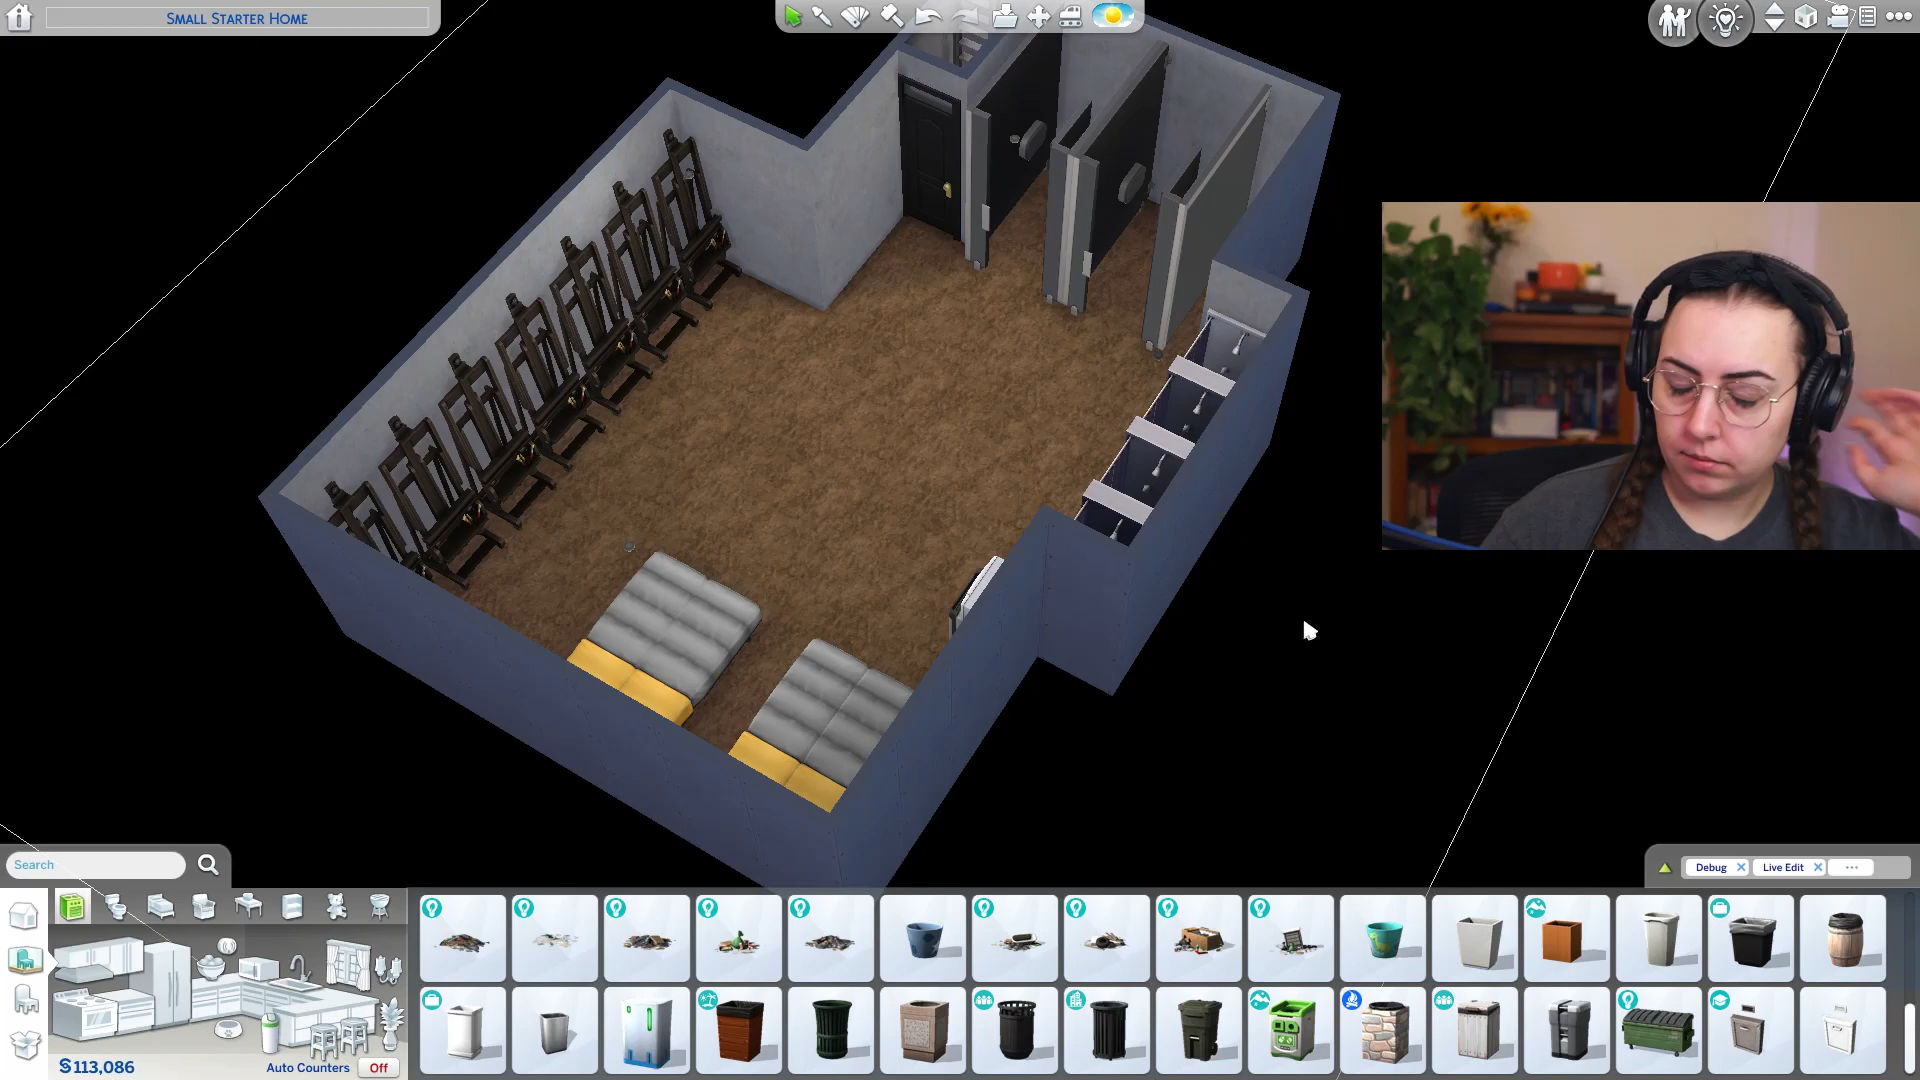 Small Starter Home
Search
Debug
Live Edit
...
§113,086
Auto Counters
Off